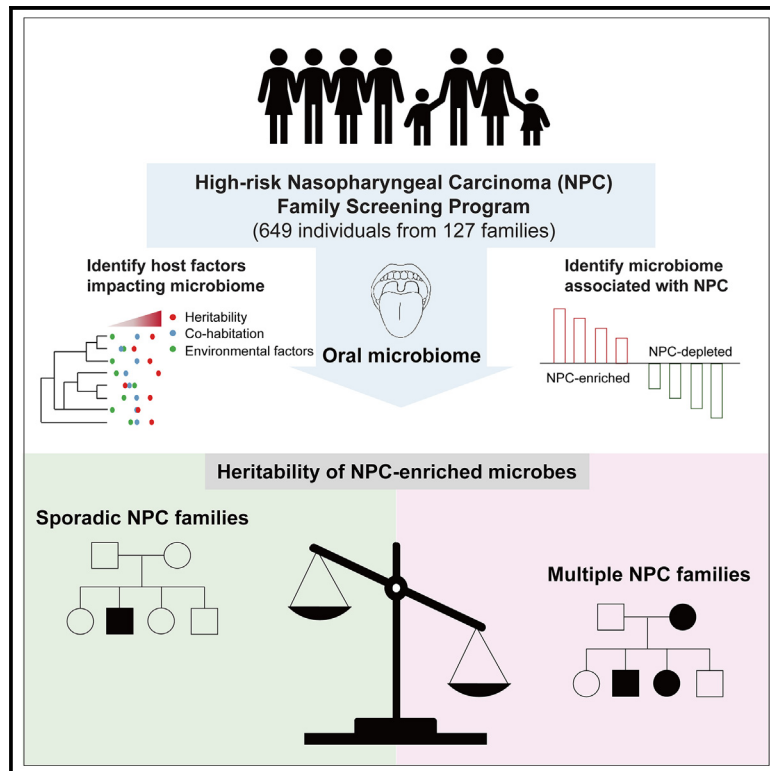 High-risk Nasopharyngeal Carcinoma (NPC)
Family Screening Program
(649 individuals from 127 families)
Identify host factors
impacting microbiome
Heritability
Co-habitation
Environmental factors
Oral microbiome
Identify microbiome
associated with NPC
NPC-depleted
NPC-enriched
Heritability of NPC-enriched microbes
Sporadic NPC families
Multiple NPC families